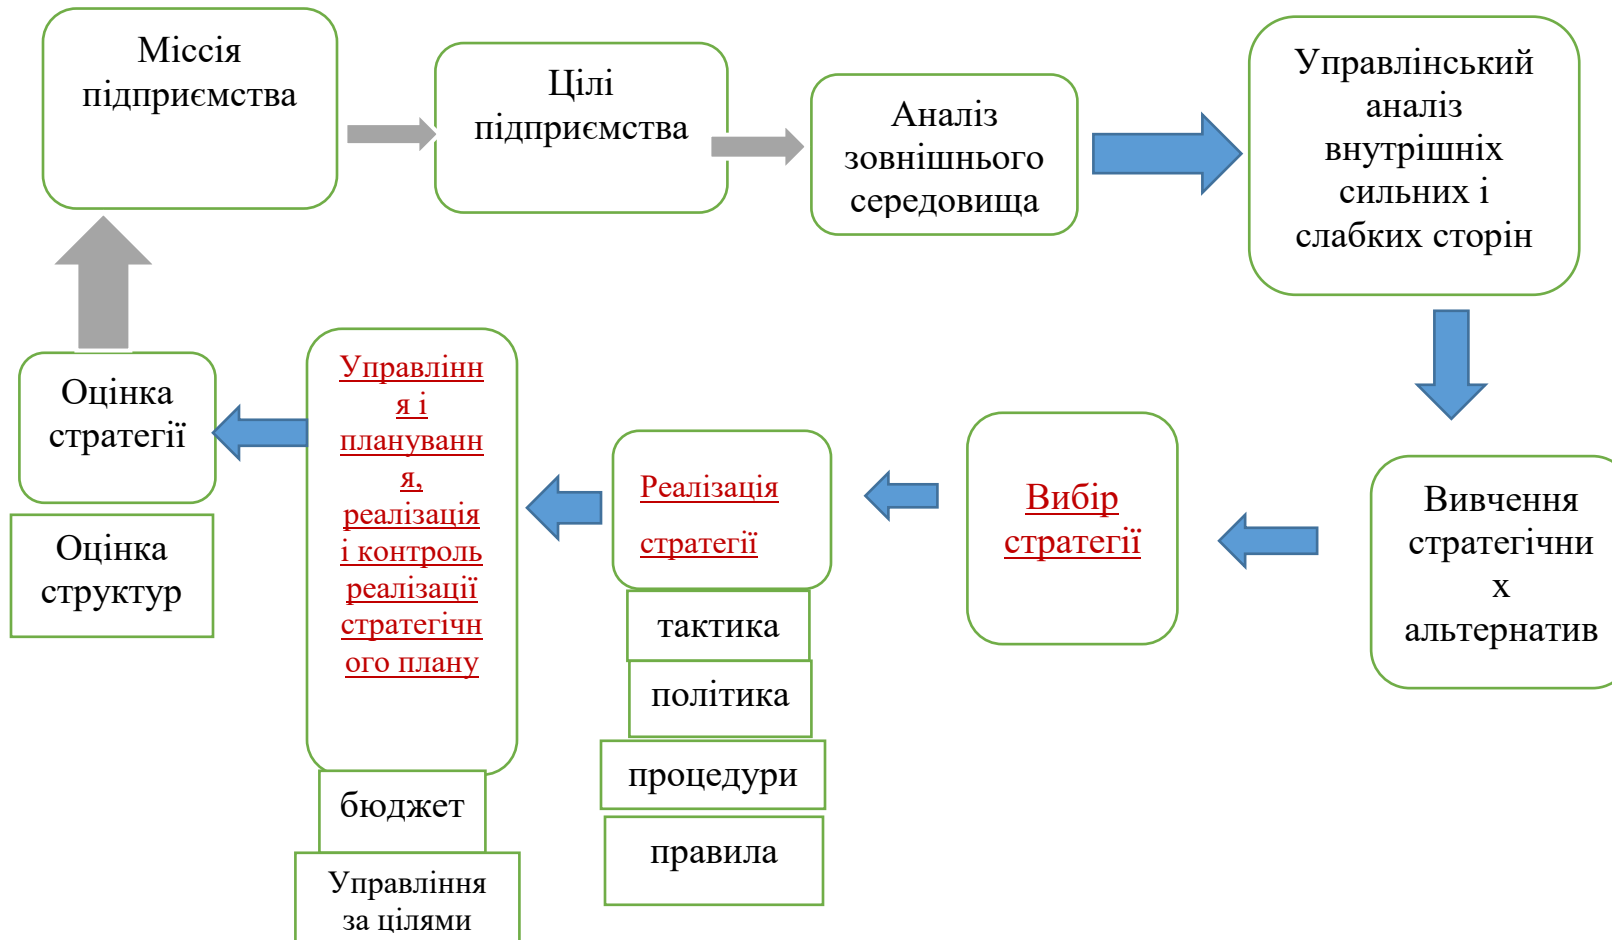 Міссія
підприємства
Цілі
підприємства
Аналіз
зовнішнього
середовища
Управлінський
аналіз
внутрішніх
сильних і
слабких сторін
Оцінка
стратегії
Оцінка
структур
Управлінн
я і
плануванн
я,
реалізація
і контроль
реалізації
стратегічн
ого плану
бюджет
Управління
за цілями
Реалізація
стратегії
тактика
політика
процедури
правила
Вибір
стратегії
Вивчення
стратегічни
х
альтернатив